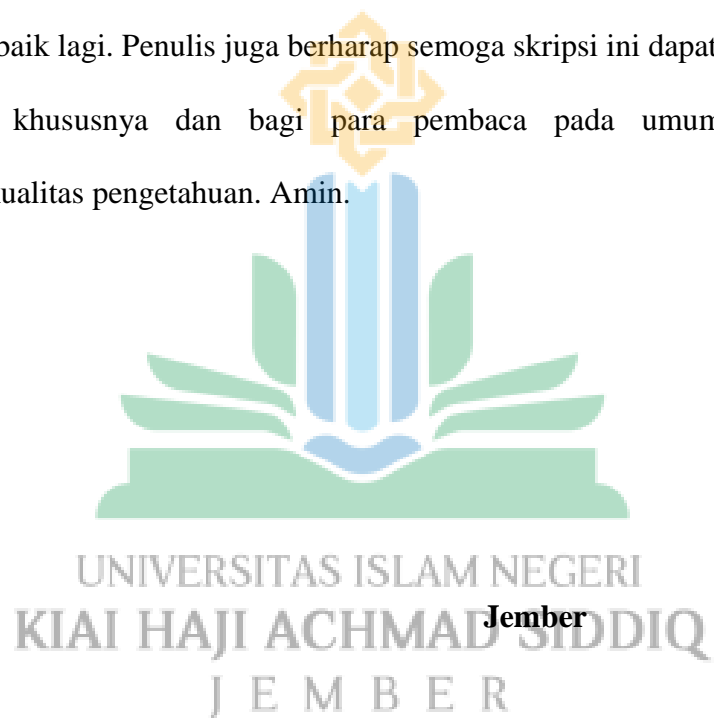 baik lagi. Penulis juga berharap semoga skripsi ini dapat
khususnya dan bagi para pembaca pada umum
kualitas pengetahuan. Amin.
UNIVERSITAS ISLAM NEGERI
Jember
KIAI HAJI ACHMAD SIDDIQ
J E M B E R